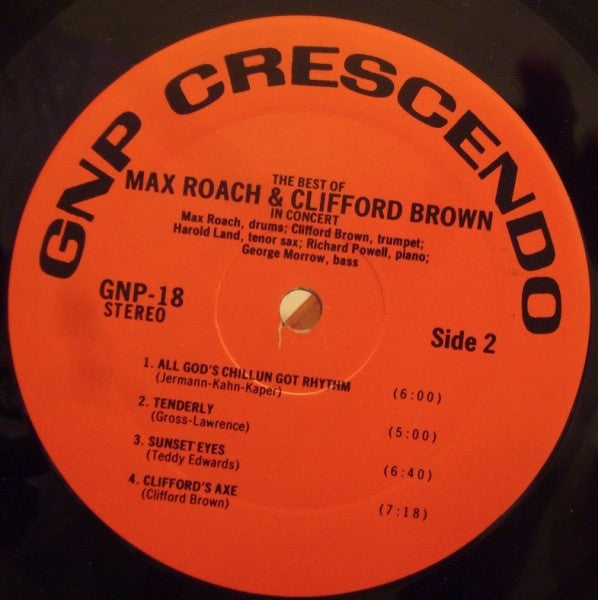 GNP CRESCENDO
THE BEST OF
MAX ROACH & CLIFFORD BROWN
IN CONCERT
Max Roach, drums; Clifford Brown, trumpet;
Harold Land, tenor sax; Richard Powell, piano;
George Morrow, bass
GNP-18
STEREO
Side 2
1. ALL GOD'S CHILLUN GOT RHYTHM (6:00)
(Jermann-Kahn-Kaper)
2. TENDERLY (5:00)
(Gross-Lawrence)
3. SUNSET EYES (6:40)
(Teddy Edwards)
4. CLIFFORD'S AXE (7:18)
(Clifford Brown)